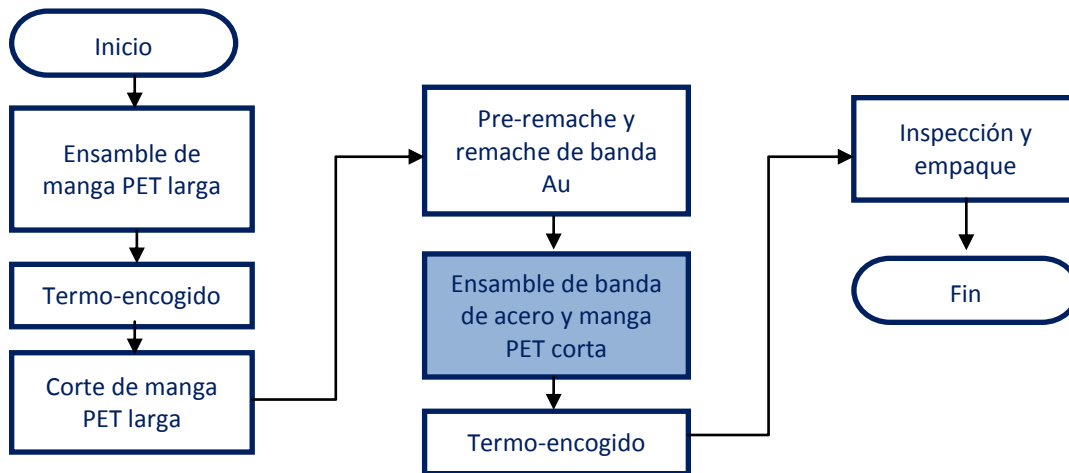 Inicio
Ensamble de
manga PET larga
Termo-encogido
Corte de manga
PET larga
Pre-remache y
remache de banda
Au
Ensamble de banda
de acero y manga
PET corta
Termo-encogido
Inspección y
empaque
Fin